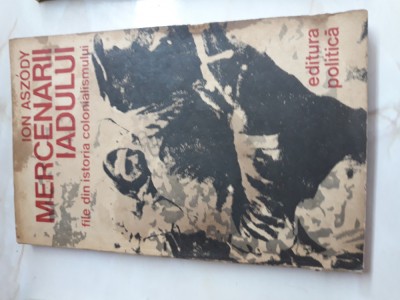 ION ASZÓDY
MERCENARII
IADULUI
file din istoria colonialismului
editura
politică